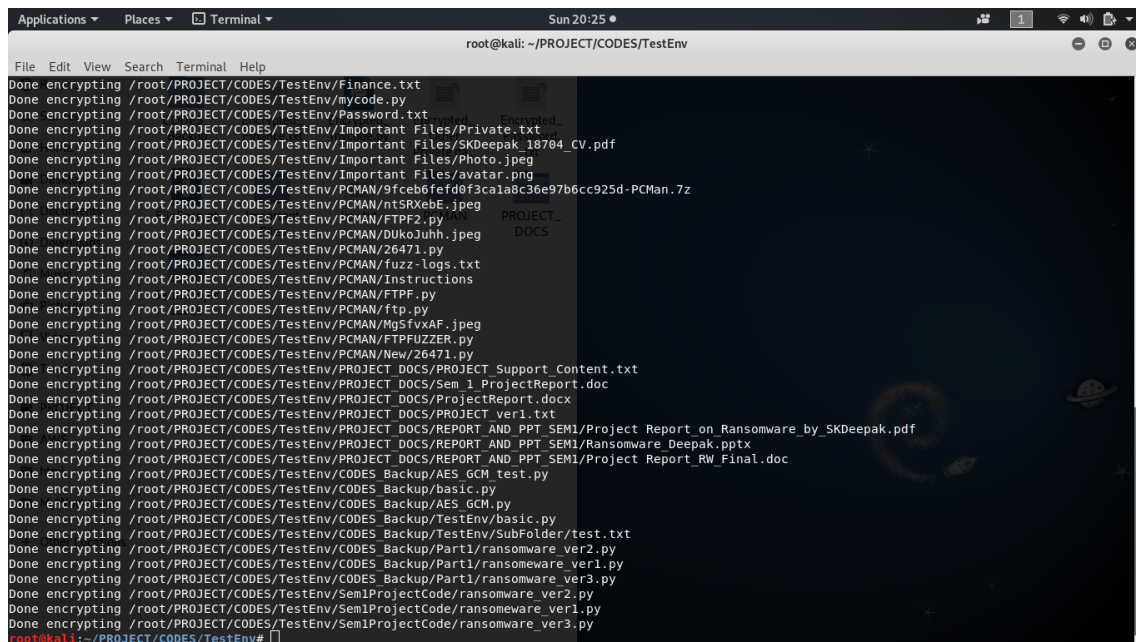 Applications Places Terminal Sun 20:25 1
root@kali: ~/PROJECT/CODES/TestEnv
File Edit View Search Terminal Help
Done encrypting /root/PROJECT/CODES/TestEnv/Finance.txt
Done encrypting /root/PROJECT/CODES/TestEnv/mycode.py
Done encrypting /root/PROJECT/CODES/TestEnv/Password.txt
Done encrypting /root/PROJECT/CODES/TestEnv/Important Files/Private.txt
Done encrypting /root/PROJECT/CODES/TestEnv/Important Files/SKDeepak_18704_CV.pdf
Done encrypting /root/PROJECT/CODES/TestEnv/Important Files/Photo.jpeg
Done encrypting /root/PROJECT/CODES/TestEnv/Important Files/avatar.png
Done encrypting /root/PROJECT/CODES/TestEnv/PCMAN/9fceb6fefd0f3ca1a8c36e97b6cc925d-PCMan.7z
Done encrypting /root/PROJECT/CODES/TestEnv/PCMAN/ntSRXeEE.jpeg
Done encrypting /root/PROJECT/CODES/TestEnv/PCMAN/FTPF2.py
Done encrypting /root/PROJECT/CODES/TestEnv/PCMAN/DUkoJuhh.jpeg
Done encrypting /root/PROJECT/CODES/TestEnv/PCMAN/26471.py
Done encrypting /root/PROJECT/CODES/TestEnv/PCMAN/fuzz-logs.txt
Done encrypting /root/PROJECT/CODES/TestEnv/PCMAN/Instructions
Done encrypting /root/PROJECT/CODES/TestEnv/PCMAN/FTPF.py
Done encrypting /root/PROJECT/CODES/TestEnv/PCMAN/ftp.py
Done encrypting /root/PROJECT/CODES/TestEnv/PCMAN/MgSfvxAF.jpeg
Done encrypting /root/PROJECT/CODES/TestEnv/PCMAN/FTPFUZZER.py
Done encrypting /root/PROJECT/CODES/TestEnv/PCMAN/New/26471.py
Done encrypting /root/PROJECT/CODES/TestEnv/PROJECT_DOCS/PROJECT_Support_Content.txt
Done encrypting /root/PROJECT/CODES/TestEnv/PROJECT_DOCS/Sem_1_ProjectReport.doc
Done encrypting /root/PROJECT/CODES/TestEnv/PROJECT_DOCS/ProjectReport.docx
Done encrypting /root/PROJECT/CODES/TestEnv/PROJECT_DOCS/PROJECT_ver1.txt
Done encrypting /root/PROJECT/CODES/TestEnv/PROJECT_DOCS/REPORT_AND_PPT_SEM1/Project Report_on_Ransomware_by_SKDeepak.pdf
Done encrypting /root/PROJECT/CODES/TestEnv/PROJECT_DOCS/REPORT_AND_PPT_SEM1/Ransomware_Deepak.pptx
Done encrypting /root/PROJECT/CODES/TestEnv/PROJECT_DOCS/REPORT_AND_PPT_SEM1/Project Report_RW_Final.doc
Done encrypting /root/PROJECT/CODES/TestEnv/CODES_Backup/AES_GCM_test.py
Done encrypting /root/PROJECT/CODES/TestEnv/CODES_Backup/basic.py
Done encrypting /root/PROJECT/CODES/TestEnv/CODES_Backup/AES_GCM.py
Done encrypting /root/PROJECT/CODES/TestEnv/CODES_Backup/TestEnv/basic.py
Done encrypting /root/PROJECT/CODES/TestEnv/CODES_Backup/TestEnv/SubFolder/test.txt
Done encrypting /root/PROJECT/CODES/TestEnv/CODES_Backup/Part1/ransomware_ver2.py
Done encrypting /root/PROJECT/CODES/TestEnv/CODES_Backup/Part1/ransomeware_ver1.py
Done encrypting /root/PROJECT/CODES/TestEnv/CODES_Backup/Part1/ransomware_ver3.py
Done encrypting /root/PROJECT/CODES/TestEnv/Sem1ProjectCode/ransomware_ver2.py
Done encrypting /root/PROJECT/CODES/TestEnv/Sem1ProjectCode/ransomeware_ver1.py
Done encrypting /root/PROJECT/CODES/TestEnv/Sem1ProjectCode/ransomware_ver3.py
root@kali:~/PROJECT/CODES/TestEnv#
PROJECT_
DOCS